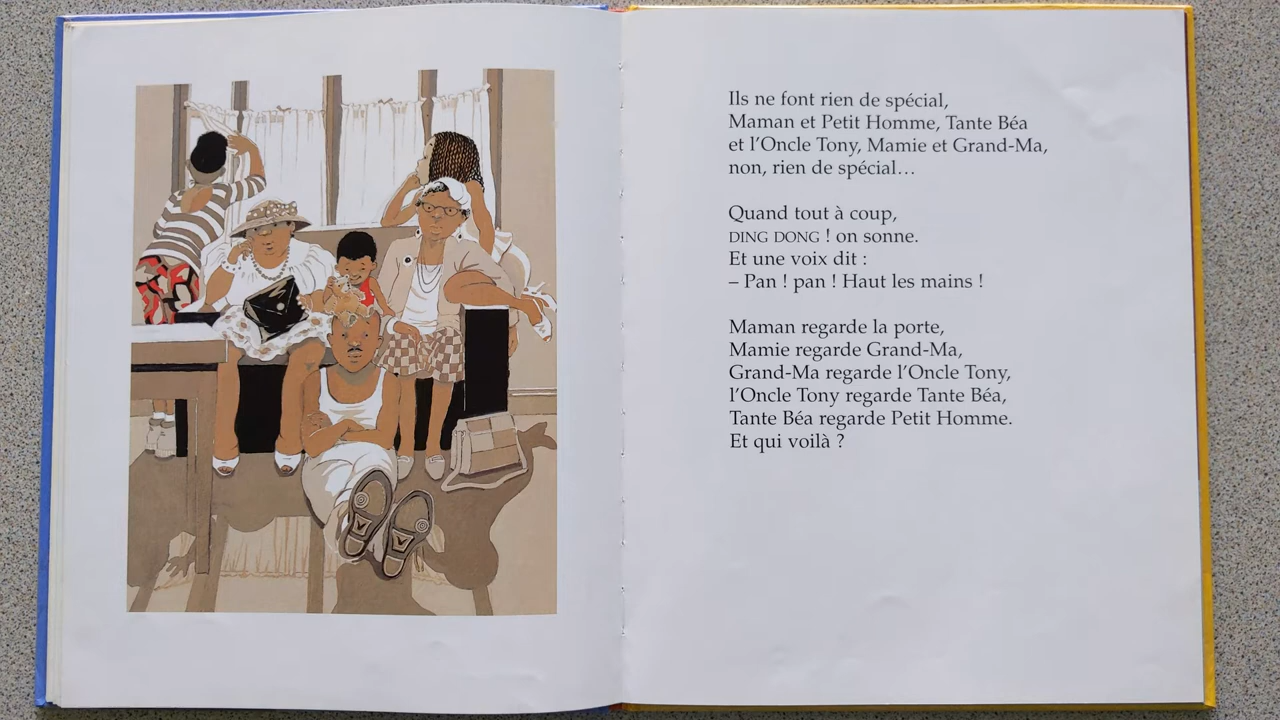 Ils ne font rien de spécial,
Maman et Petit Homme, Tante Béa
et l'Oncle Tony, Mamie et Grand-Ma,
non, rien de spécial…
Quand tout à coup,
DING DONG ! on sonne.
Et une voix dit :
– Pan ! pan ! Haut les mains !
Maman regarde la porte,
Mamie regarde Grand-Ma,
Grand-Ma regarde l'Oncle Tony,
l'Oncle Tony regarde Tante Béa,
Tante Béa regarde Petit Homme.
Et qui voilà ?